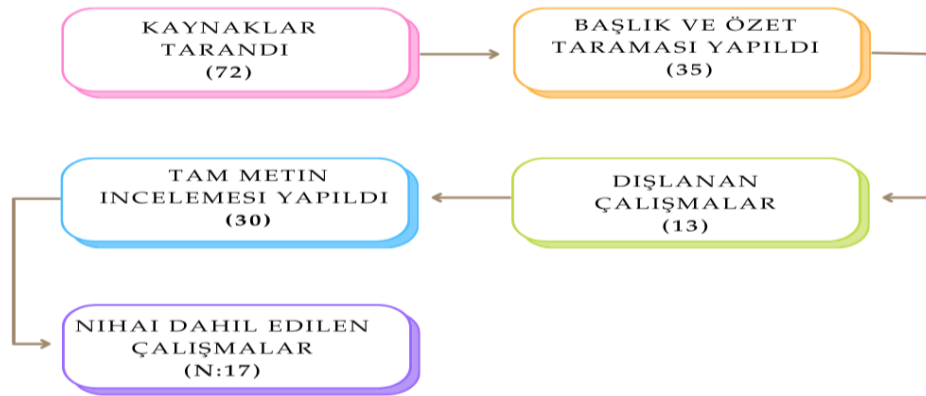 KAYNAKLAR
TARANDI
(72)
BAŞLIK VE ÖZET
TARAMASI YAPILDI
(35)
DIŞLANAN
ÇALIŞMALAR
(13)
TAM METIN
INCELEMESI YAPILDI
(30)
NIHAI DAHIL EDILEN
ÇALIŞMALAR
(N:17)